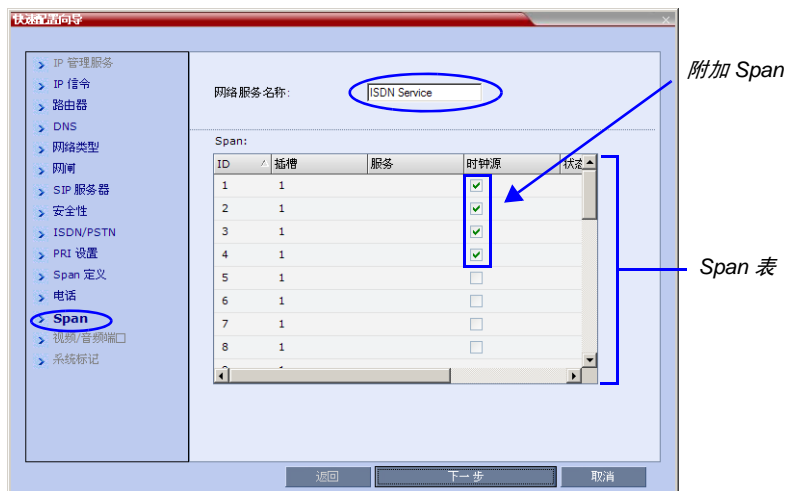 快速配置向导
IP 管理服务
IP 信令
路由器
DNS
网络类型
网闸
SIP 服务器
安全性
ISDN/PSTN
PRI 设置
Span 定义
电话
Span
视频/音频端口
系统标记
网络服务名称: ISDN Service
Span:
ID 插槽 服务 时钟源 状态
1 1
2 1
3 1
4 1
5 1
6 1
7 1
8 1
返回 下一步 取消
附加 Span
Span 表